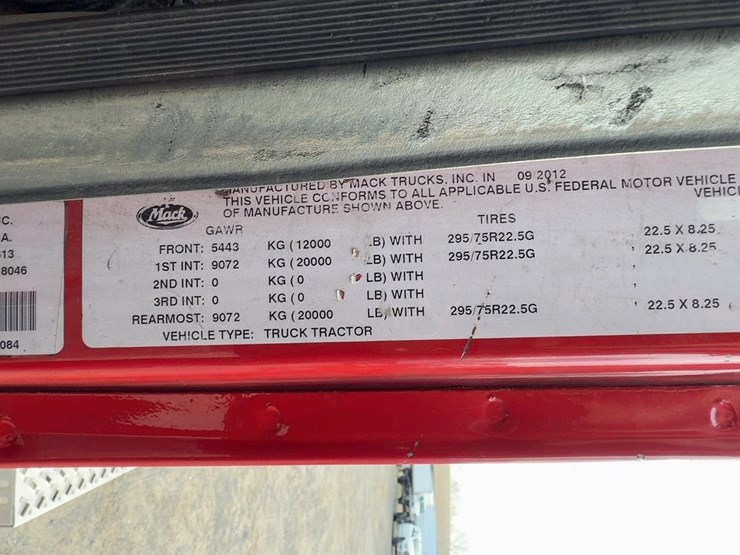 C.
A.
513
8046
084
Mack
MANUFACTURED BY MACK TRUCKS. INC. IN 09/2012
THIS VEHICLE CONFORMS TO ALL APPLICABLE U.S. FEDERAL MOTOR VEHICLE
OF MANUFACTURE SHOWN ABOVE. VEHIC
GAWR TIRES
FRONT: 5443 KG ( 12000 LB) WITH 295/75R22.5G 22.5 X 8.25
1ST INT: 9072 KG ( 20000 LB) WITH 295/75R22.5G 22.5 X 8.25
2ND INT: 0 KG ( 0 LB) WITH
3RD INT: 0 KG ( 0 LB) WITH
REARMOST: 9072 KG ( 20000 LB) WITH 295/75R22.5G 22.5 X 8.25
VEHICLE TYPE: TRUCK TRACTOR